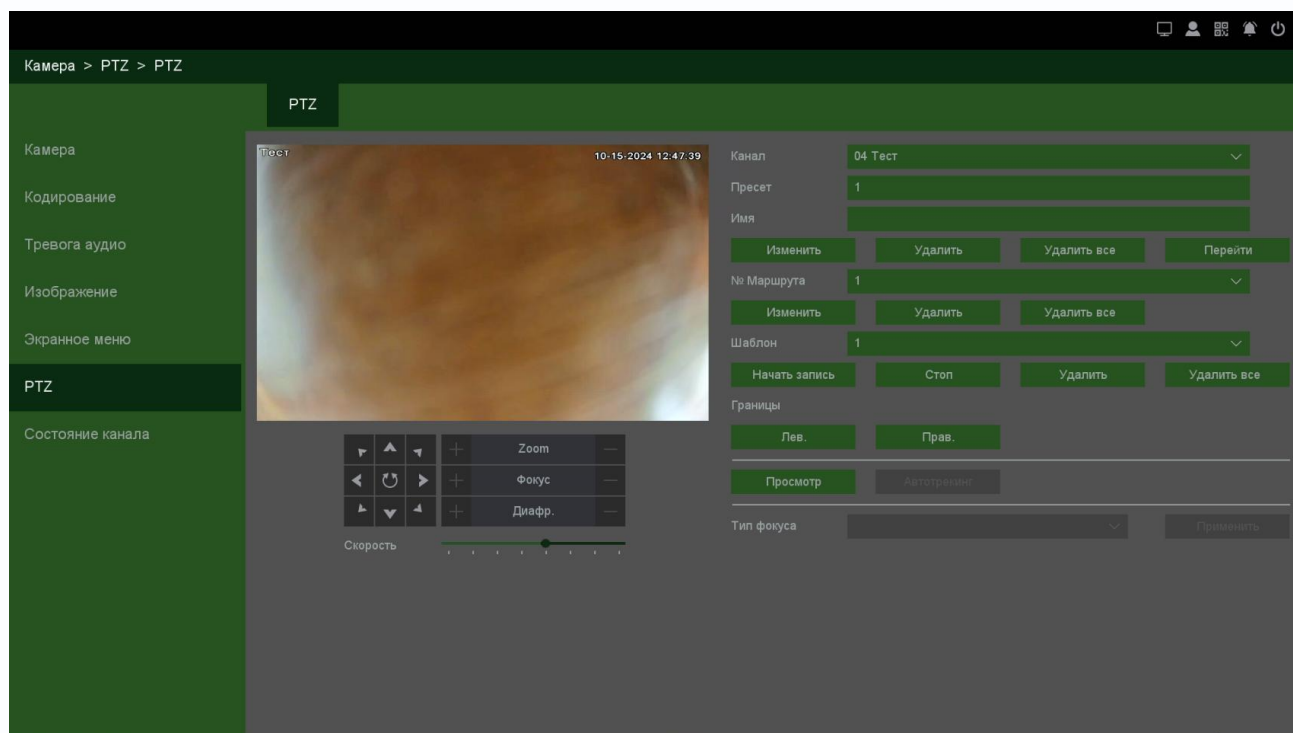 Камера > PTZ > PTZ
PTZ
Камера
Кодирование
Тревога аудио
Изображение
Экранное меню
PTZ
Состояние канала
Тест
10-15-2024 12:47:39
Zoom
Фокус
Диафр.
Скорость
Канал 04 Тест
Пресет 1
Имя
Изменить Удалить Удалить все Перейти
№ Маршрута 1
Изменить Удалить Удалить все
Шаблон 1
Начать запись Стоп Удалить Удалить все
Границы
Лев. Прав.
Просмотр Автотрекинг
Тип фокуса Применить